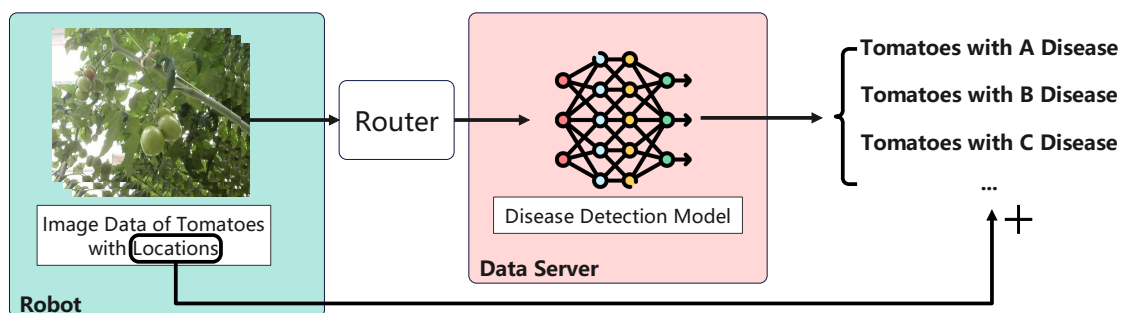 Image Data of Tomatoes
with Locations
Robot
Router
Disease Detection Model
Data Server
Tomatoes with A Disease
Tomatoes with B Disease
Tomatoes with C Disease
...
+